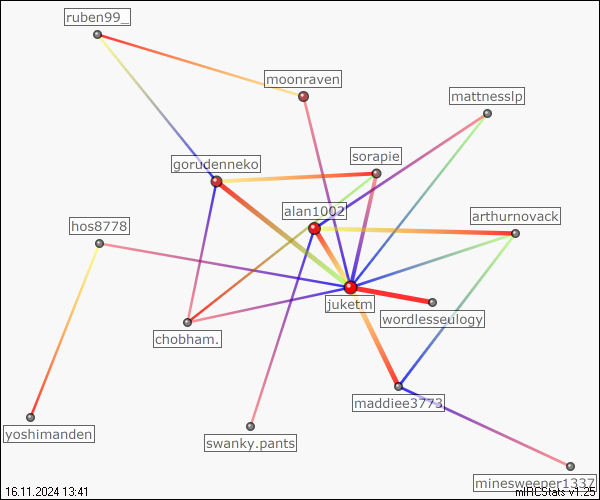 ruben99_
moonraven
mattnesslp
sorapie
gorudenneko
alan1002
arthurnovack
hos8778
juketm
wordlesseulogy
chobham.
maddiee3773
yoshimanden
swanky.pants
minesweeper1337
16.11.2024 13:41
mIRCStats v1.25